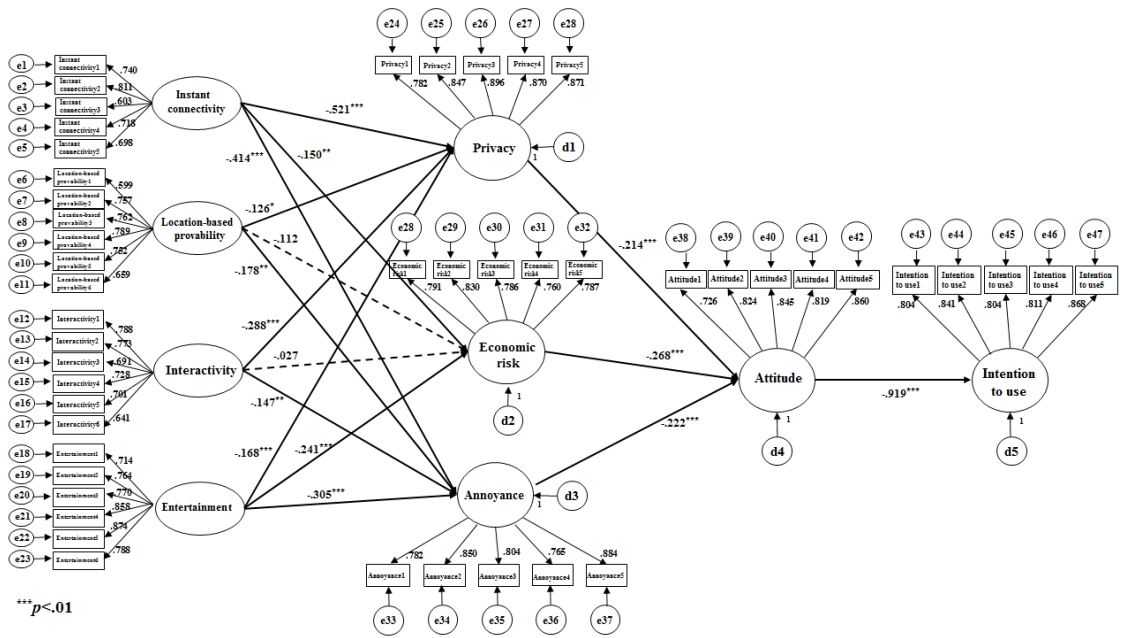 e24 e25 e26 e27 e28
Privacy1 Privacy2 Privacy3 Privacy4 Privacy5
.782 .847 .896 .870 .871
e1 Instant connectivity1 .740
e2 Instant connectivity2 .811
e3 Instant connectivity3 .603
e4 Instant connectivity4 .718
e5 Instant connectivity5 .698
Instant
connectivity
-.521***
-.150**
-.414***
Privacy
1
d1
e6 Location-based provability1 .599
e7 Location-based provability2 .757
e8 Location-based provability3 .762
e9 Location-based provability4 .789
e10 Location-based provability5 .752
e11 Location-based provability6 .659
Location-based
provability
-.126*
-.112
-.178**
e28 e29 e30 e31 e32
Economic risk1 Economic risk2 Economic risk3 Economic risk4 Economic risk5
.791 .830 .786 .760 .787
-.214***
e38 e39 e40 e41 e42
Attitude1 Attitude2 Attitude3 Attitude4 Attitude5
.726 .824 .845 .819 .860
e43 e44 e45 e46 e47
Intention to use1 Intention to use2 Intention to use3 Intention to use4 Intention to use5
.804 .841 .804 .811 .868
e12 Interactivity1 .788
e13 Interactivity2 .773
e14 Interactivity3 .691
e15 Interactivity4 .728
e16 Interactivity5 .701
e17 Interactivity6 .641
Interactivity
-.288***
-.027
-.147**
Economic
risk
1
d2
-.268***
Attitude
1
d4
-.919***
Intention
to use
1
d5
-.222***
e18 Entertainment1 .714
e19 Entertainment2 .764
e20 Entertainment3 .770
e21 Entertainment4 .858
e22 Entertainment5 .874
e23 Entertainment6 .788
Entertainment
-.168***
-.241***
-.305***
Annoyance
1
d3
.782 .850 .804 .765 .884
Annoyance1 Annoyance2 Annoyance3 Annoyance4 Annoyance5
e33 e34 e35 e36 e37
***p<.01